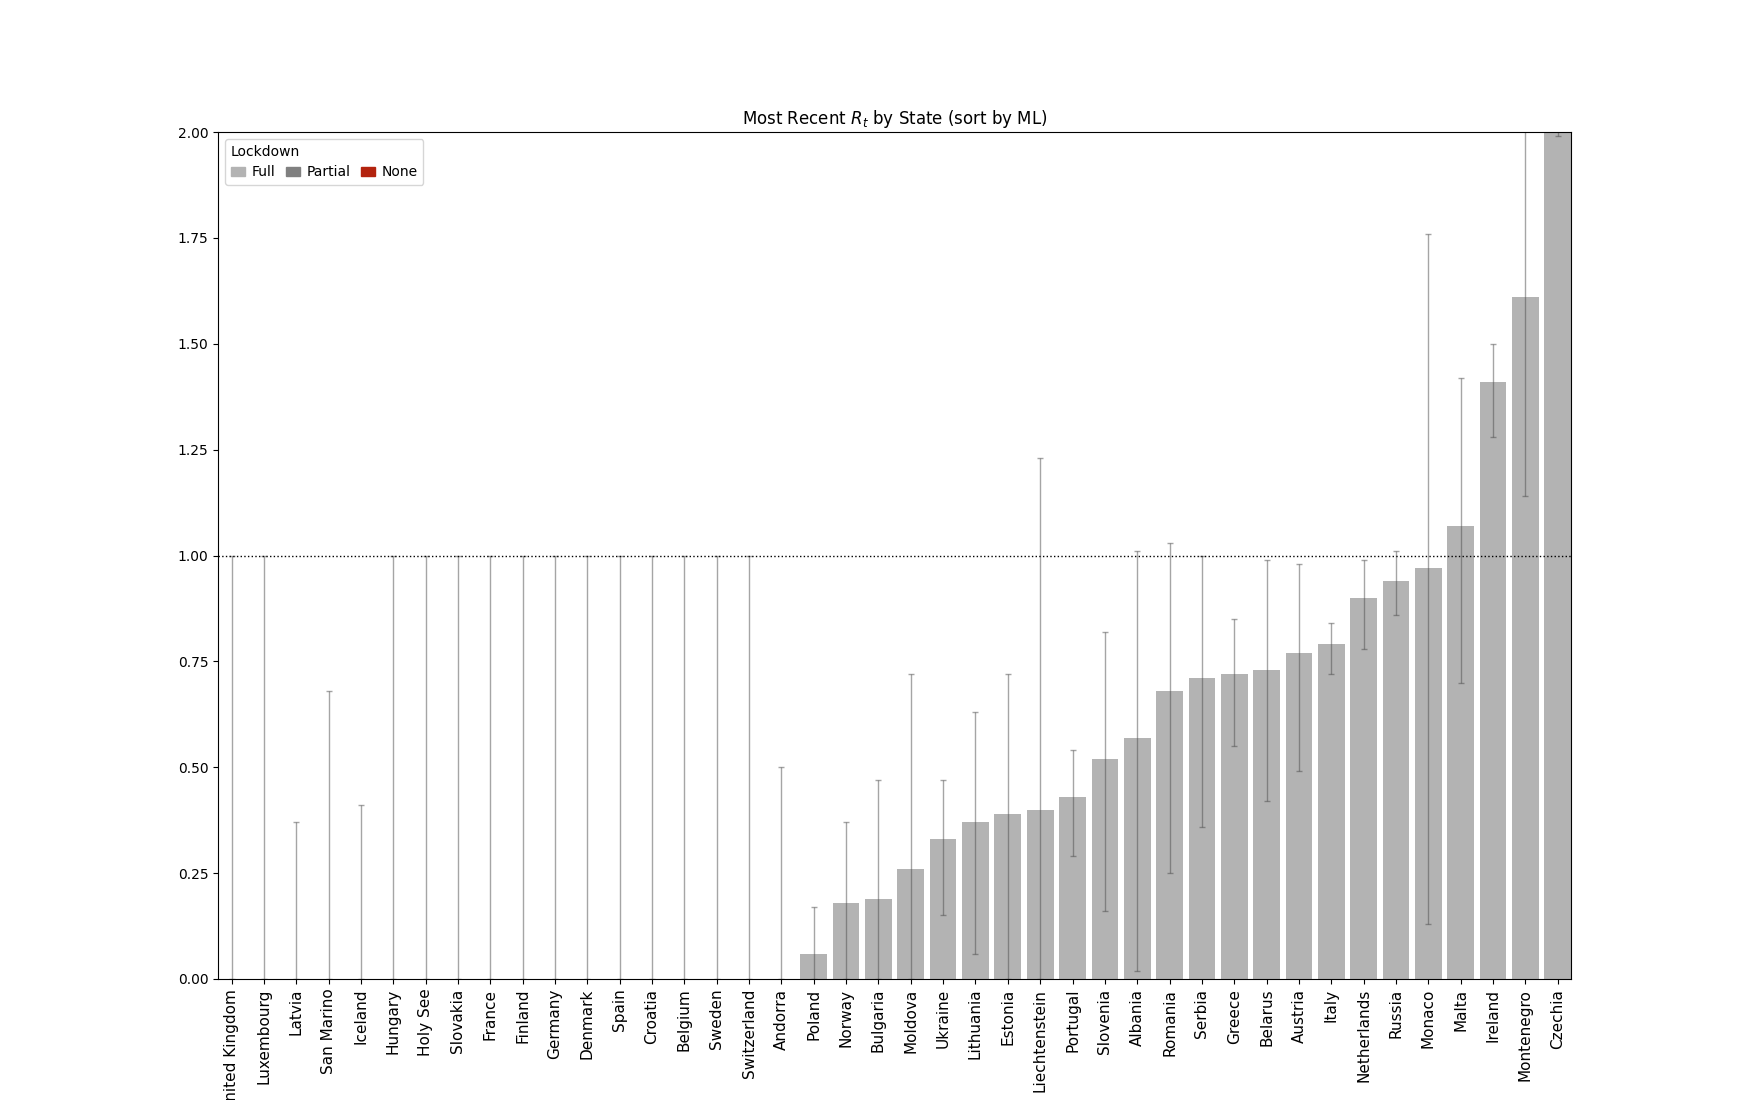 Most Recent R_t by State (sort by ML)
2.00
Lockdown
Full Partial None
1.75
1.50
1.25
1.00
0.75
0.50
0.25
0.00
nited Kingdom
Luxembourg
Latvia
San Marino
Iceland
Hungary
Holy See
Slovakia
France
Finland
Germany
Denmark
Spain
Croatia
Belgium
Sweden
Switzerland
Andorra
Poland
Norway
Bulgaria
Moldova
Ukraine
Lithuania
Estonia
Liechtenstein
Portugal
Slovenia
Albania
Romania
Serbia
Greece
Belarus
Austria
Italy
Netherlands
Russia
Monaco
Malta
Ireland
Montenegro
Czechia